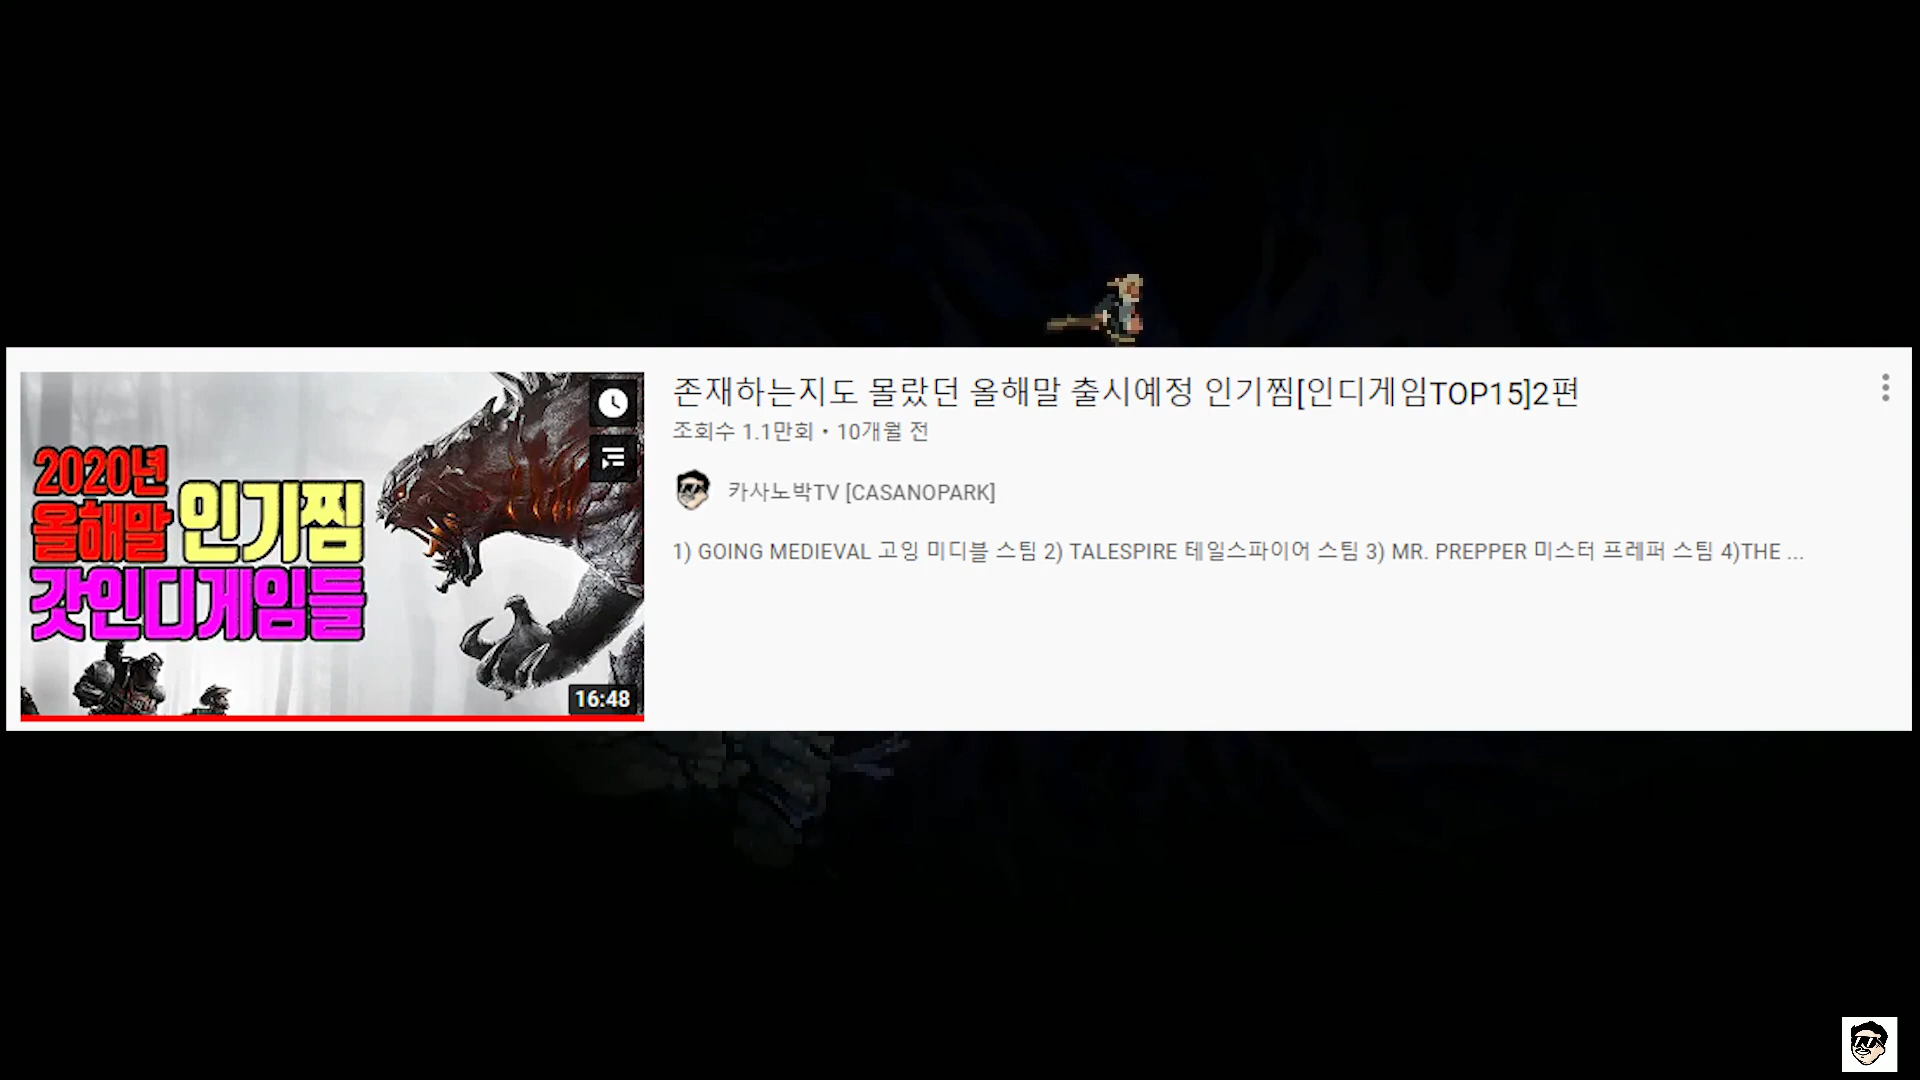 2020년
올해말 인기찜
갓인디게임들
16:48
존재하는지도 몰랐던 올해말 출시예정 인기찜[인디게임TOP15]2편
조회수 1.1만회 • 10개월 전
카사노박TV [CASANOPARK]
1) GOING MEDIEVAL 고잉 미디블 스팀 2) TALESPIRE 테일스파이어 스팀 3) MR. PREPPER 미스터 프레퍼 스팀 4)THE ...